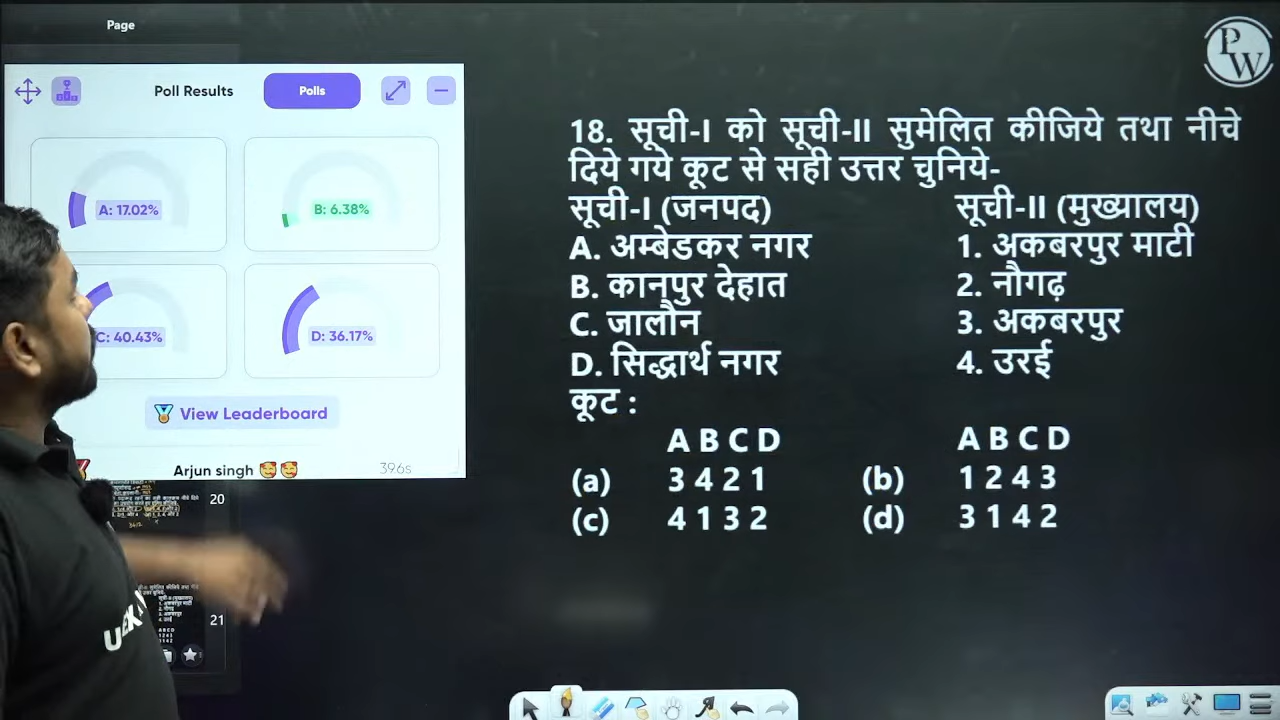 Page
PW
Poll Results
Polls
A: 17.02%
B: 6.38%
C: 40.43%
D: 36.17%
View Leaderboard
Arjun singh 🥰🥰 396s
20
21
18. सूची-I को सूची-II सुमेलित कीजिये तथा नीचे
दिये गये कूट से सही उत्तर चुनिये-
सूची-I (जनपद) सूची-II (मुख्यालय)
A. अम्बेडकर नगर 1. अकबरपुर माटी
B. कानपुर देहात 2. नौगढ़
C. जालौन 3. अकबरपुर
D. सिद्धार्थ नगर 4. उरई
कूट :
A B C D A B C D
(a) 3 4 2 1 (b) 1 2 4 3
(c) 4 1 3 2 (d) 3 1 4 2